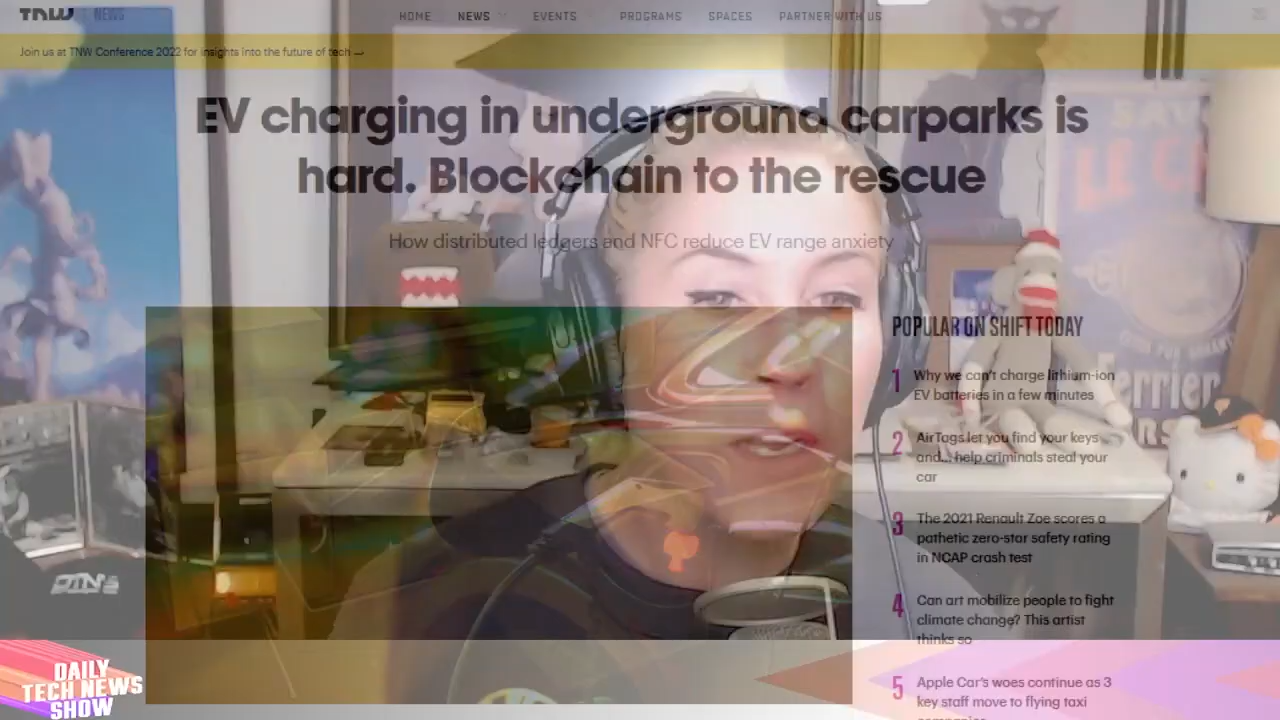 TNW NEWS
HOME NEWS EVENTS PROGRAMS SPACES PARTNER WITH US
Join us at TNW Conference 2022 for insights into the future of tech →
EV charging in underground carparks is
hard. Blockchain to the rescue
How distributed ledgers and NFC reduce EV range anxiety
POPULAR ON SHIFT TODAY
1 Why we can't charge lithium-ion
EV batteries in a few minutes
2 AirTags let you find your keys
and... help criminals steal your
car
3 The 2021 Renault Zoe scores a
pathetic zero-star safety rating
in NCAP crash test
4 Can art mobilize people to fight
climate change? This artist
thinks so
5 Apple Car's woes continue as 3
key staff move to flying taxi
companies
SAVE
DTNS
DAILY
TECH NEWS
SHOW